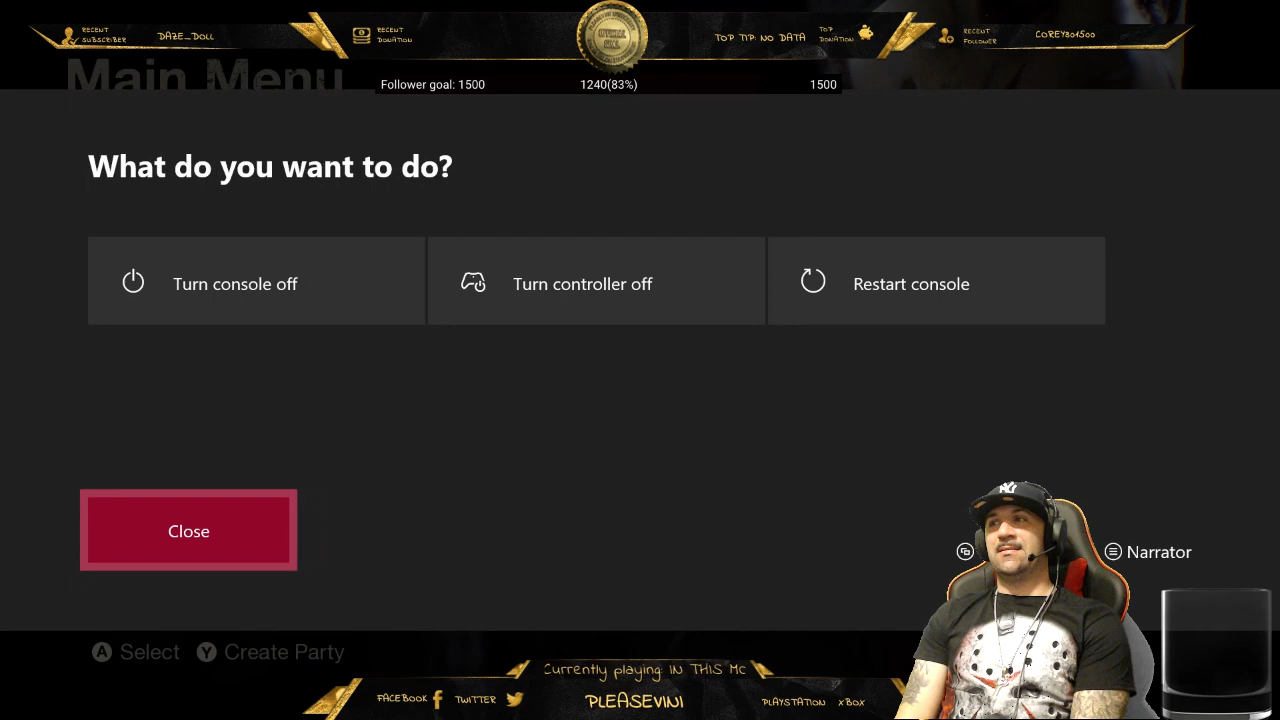 RECENT SUBSCRIBER
DAZE_DOLL
RECENT DONATION
TOP TIP: NO DATA
TOP DONATION
RECENT FOLLOWER
COREY801500
Main Menu
Follower goal: 1500
1240(83%)
1500
What do you want to do?
Turn console off
Turn controller off
Restart console
Close
Narrator
A Select Y Create Party
Currently playing: IN THIS Mc
FACEBOOK
TWITTER
PLEASEVINI
PLAYSTATION XBOX